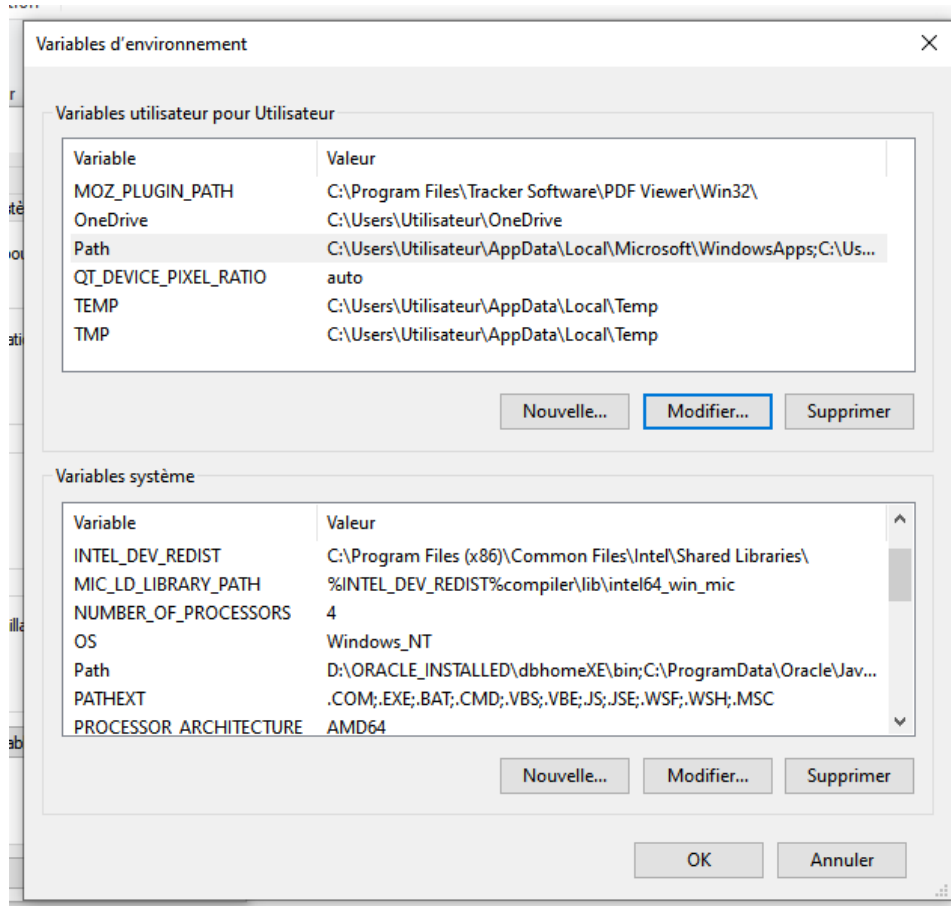 Variables d'environnement
Variables utilisateur pour Utilisateur
Variable Valeur
MOZ_PLUGIN_PATH C:\Program Files\Tracker Software\PDF Viewer\Win32\
OneDrive C:\Users\Utilisateur\OneDrive
Path C:\Users\Utilisateur\AppData\Local\Microsoft\WindowsApps;C:\Us...
QT_DEVICE_PIXEL_RATIO auto
TEMP C:\Users\Utilisateur\AppData\Local\Temp
TMP C:\Users\Utilisateur\AppData\Local\Temp
Nouvelle... Modifier... Supprimer
Variables système
Variable Valeur
INTEL_DEV_REDIST C:\Program Files (x86)\Common Files\Intel\Shared Libraries\
MIC_LD_LIBRARY_PATH %INTEL_DEV_REDIST%compiler\lib\intel64_win_mic
NUMBER_OF_PROCESSORS 4
OS Windows_NT
Path D:\ORACLE_INSTALLED\dbhomeXE\bin;C:\ProgramData\Oracle\Jav...
PATHEXT .COM;.EXE;.BAT;.CMD;.VBS;.VBE;.JS;.JSE;.WSF;.WSH;.MSC
PROCESSOR_ARCHITECTURE AMD64
Nouvelle... Modifier... Supprimer
OK Annuler